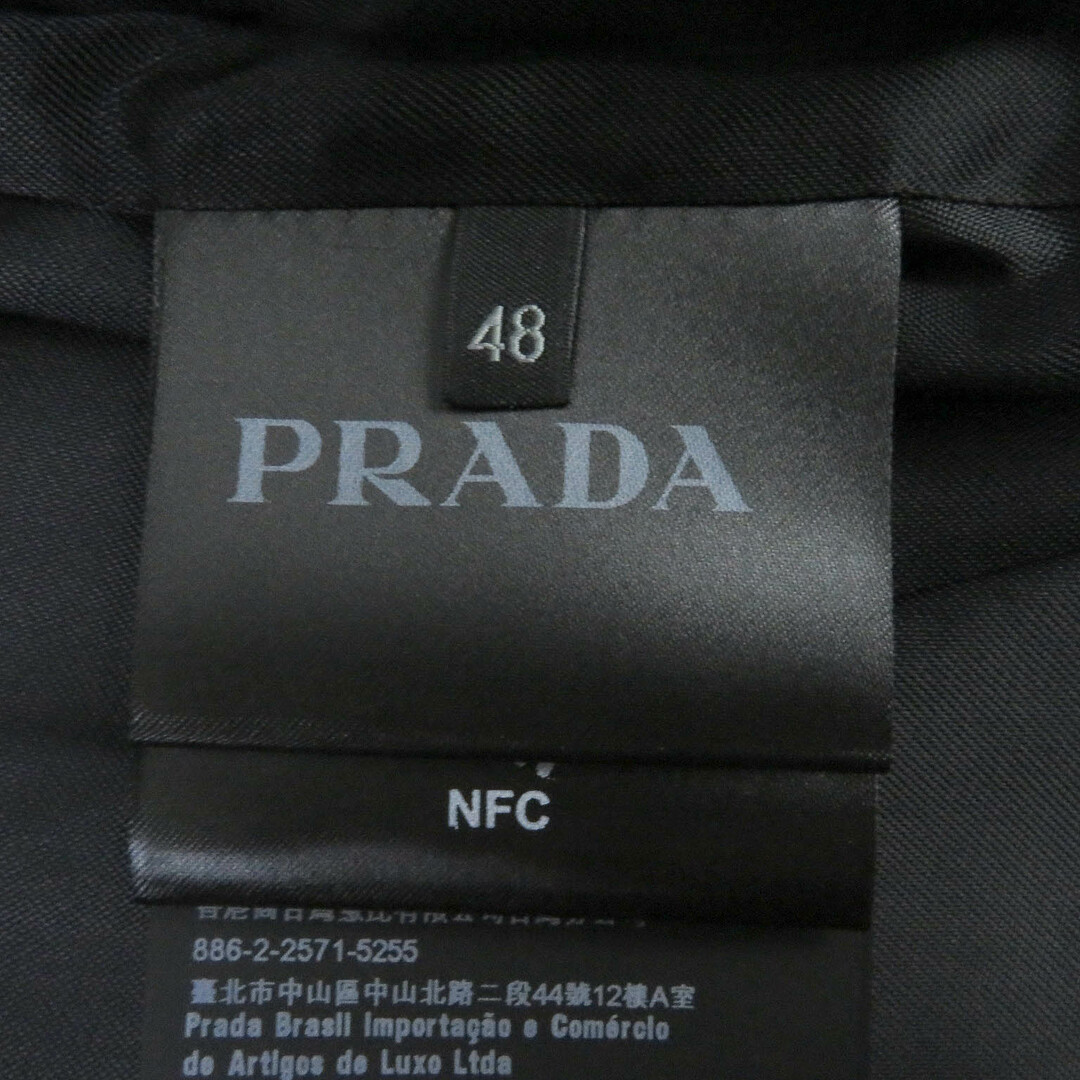 48
PRADA
NFC
886-2-2571-5255
臺北市中山區中山北路二段44號12樓A室
Prada Brasil Importação e Comércio
de Artigos de Luxo Ltda